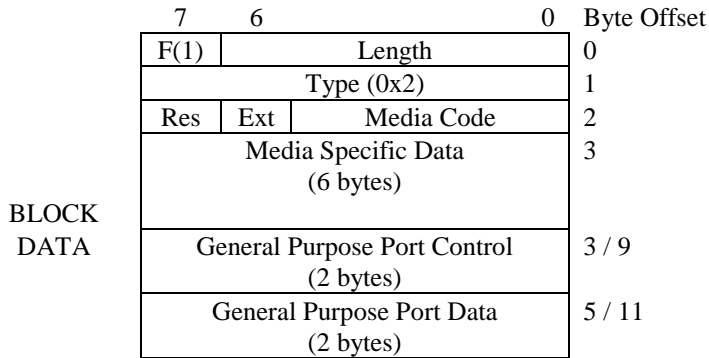 7 6 0 Byte Offset
F(1) Length 0
Type (0x2) 1
Res Ext Media Code 2
Media Specific Data 3
(6 bytes)
BLOCK
DATA General Purpose Port Control 3 / 9
(2 bytes)
General Purpose Port Data 5 / 11
(2 bytes)